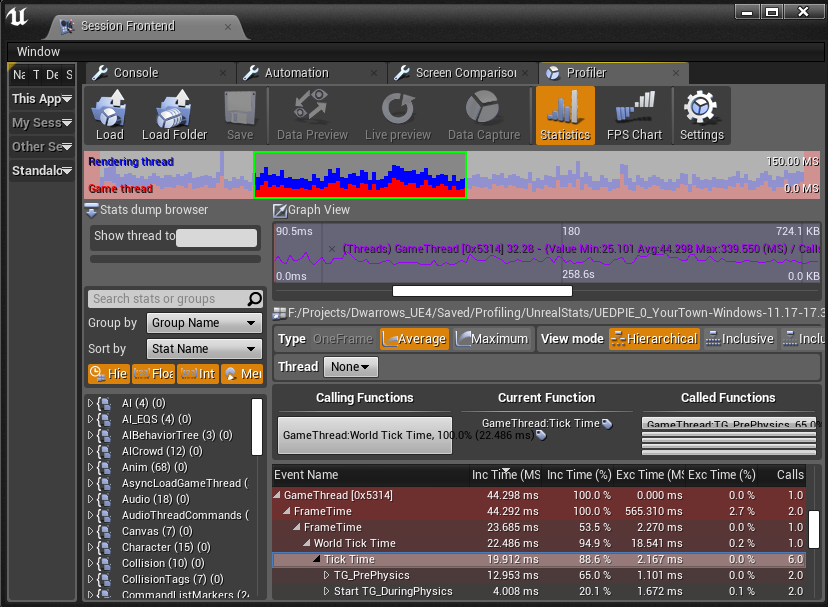 Session Frontend
Window
Na T De S
This App
My Sess
Other Se
Standalo
Console
Automation
Screen Comparison
Profiler
Load
Load Folder
Save
Data Preview
Live preview
Data Capture
Statistics
FPS Chart
Settings
Rendering thread
150.00 MS
Game thread
0.0 MS
Stats dump browser
Show thread to
Search stats or groups
Group by
Group Name
Sort by
Stat Name
Hie
Floa
Int
Mem
AI (4) (0)
AI_EQS (4) (0)
AIBehaviorTree (3) (0)
AICrowd (12) (0)
Anim (68) (0)
AsyncLoadGameThread (
Audio (18) (0)
AudioThreadCommands (
Canvas (7) (0)
Character (15) (0)
Collision (10) (0)
CollisionTags (7) (0)
CommandListMarkers (24
Graph View
90.5ms
180
724.1 KB
(Threads) GameThread [0x5314] 32.28 - (Value Min:25.101 Avg:44.298 Max:339.550 (MS) / Calls
0.0ms
258.6s
0.0 KB
F:/Projects/Dwarrows_UE4/Saved/Profiling/UnrealStats/UEDPIE_0_YourTown-Windows-11.17-17.3
Type
OneFrame
Average
Maximum
View mode
Hierarchical
Inclusive
Inclu
Thread
None
Calling Functions
Current Function
Called Functions
GameThread:World Tick Time, 100.0% (22.486 ms)
GameThread:Tick Time
GameThread:TG_PrePhysics, 65.0%
Event Name
Inc Time (MS
Inc Time (%)
Exc Time (MS
Exc Time (%)
Calls
GameThread [0x5314] 44.298 ms 100.0 % 0.000 ms 0.0 % 1.0
FrameTime 44.292 ms 100.0 % 565.310 ms 2.7 % 2.0
FrameTime 23.685 ms 53.5 % 2.270 ms 0.0 % 1.0
World Tick Time 22.486 ms 94.9 % 18.541 ms 0.2 % 1.0
Tick Time 19.912 ms 88.6 % 2.167 ms 0.0 % 6.0
TG_PrePhysics 12.953 ms 65.0 % 1.101 ms 0.0 % 2.0
Start TG_DuringPhysics 4.008 ms 20.1 % 1.672 ms 0.1 % 2.0